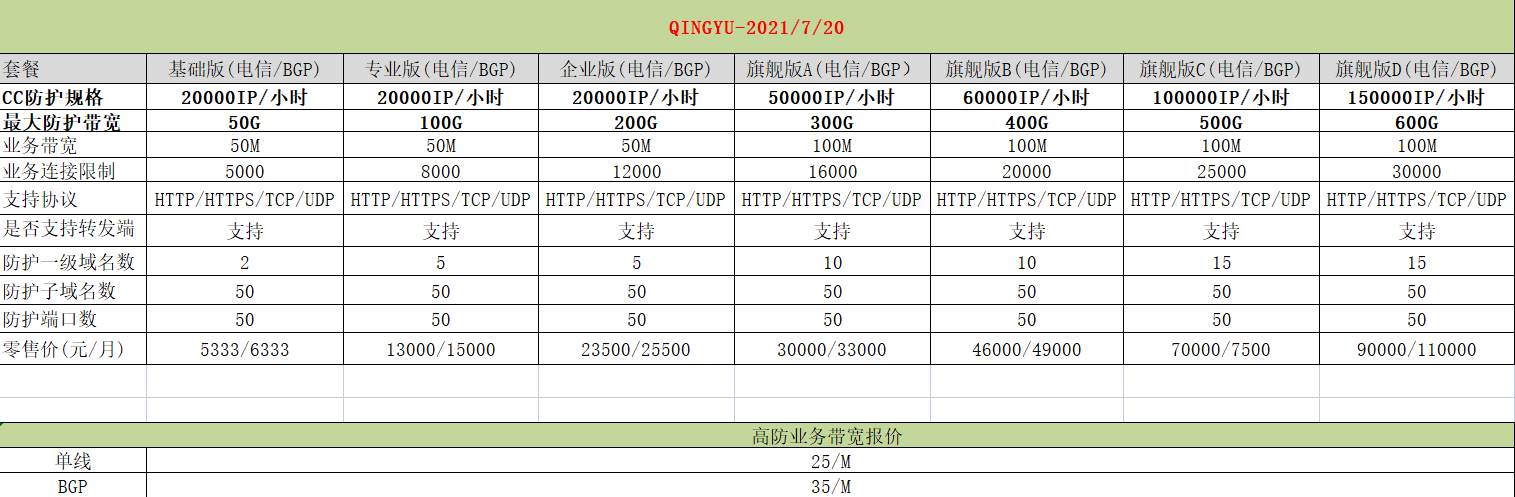 QINGYU-2021/7/20
套餐 基础版(电信/BGP) 专业版(电信/BGP) 企业版(电信/BGP) 旗舰版A(电信/BGP） 旗舰版B(电信/BGP) 旗舰版C(电信/BGP) 旗舰版D(电信/BGP)
CC防护规格 20000IP/小时 20000IP/小时 20000IP/小时 50000IP/小时 60000IP/小时 100000IP/小时 150000IP/小时
最大防护带宽 50G 100G 200G 300G 400G 500G 600G
业务带宽 50M 50M 50M 100M 100M 100M 100M
业务连接限制 5000 8000 12000 16000 20000 25000 30000
支持协议 HTTP/HTTPS/TCP/UDP HTTP/HTTPS/TCP/UDP HTTP/HTTPS/TCP/UDP HTTP/HTTPS/TCP/UDP HTTP/HTTPS/TCP/UDP HTTP/HTTPS/TCP/UDP HTTP/HTTPS/TCP/UDP
是否支持转发端 支持 支持 支持 支持 支持 支持 支持
防护一级域名数 2 5 5 10 10 15 15
防护子域名数 50 50 50 50 50 50 50
防护端口数 50 50 50 50 50 50 50
零售价(元/月) 5333/6333 13000/15000 23500/25500 30000/33000 46000/49000 70000/7500 90000/110000
高防业务带宽报价
单线 25/M
BGP 35/M